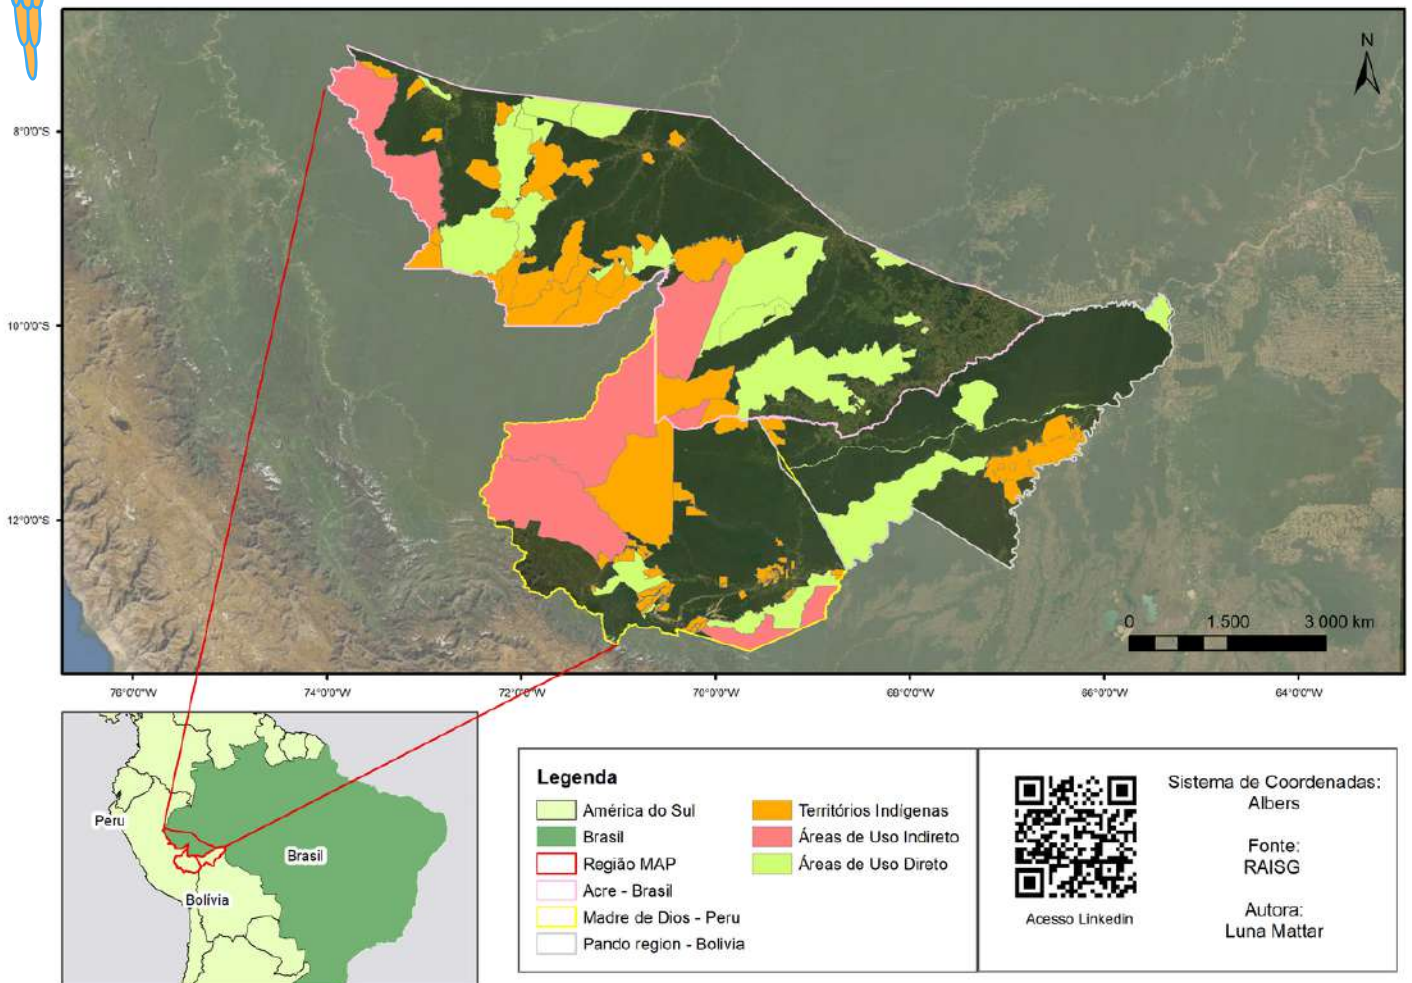 N
8°0'0"S
10°0'0"S
12°0'0"S
0 1.500 3 000 km
76°0'0"W 74°0'0"W 72°0'0"W 70°0'0"W 68°0'0"W 66°0'0"W 64°0'0"W
Peru
Brasil
Bolívia
Legenda
América do Sul
Brasil
Região MAP
Acre - Brasil
Madre de Dios - Peru
Pando region - Bolivia
Territórios Indígenas
Áreas de Uso Indireto
Áreas de Uso Direto
Acesso Linkedin
Sistema de Coordenadas:
Albers
Fonte:
RAISG
Autora:
Luna Mattar